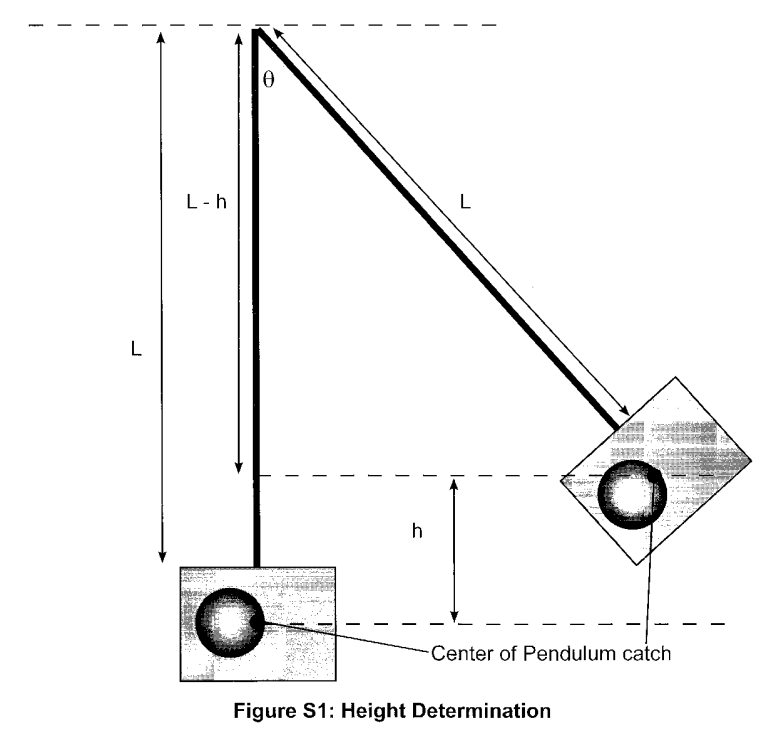 θ
L - h
L
L
h
Center of Pendulum catch
Figure S1: Height Determination